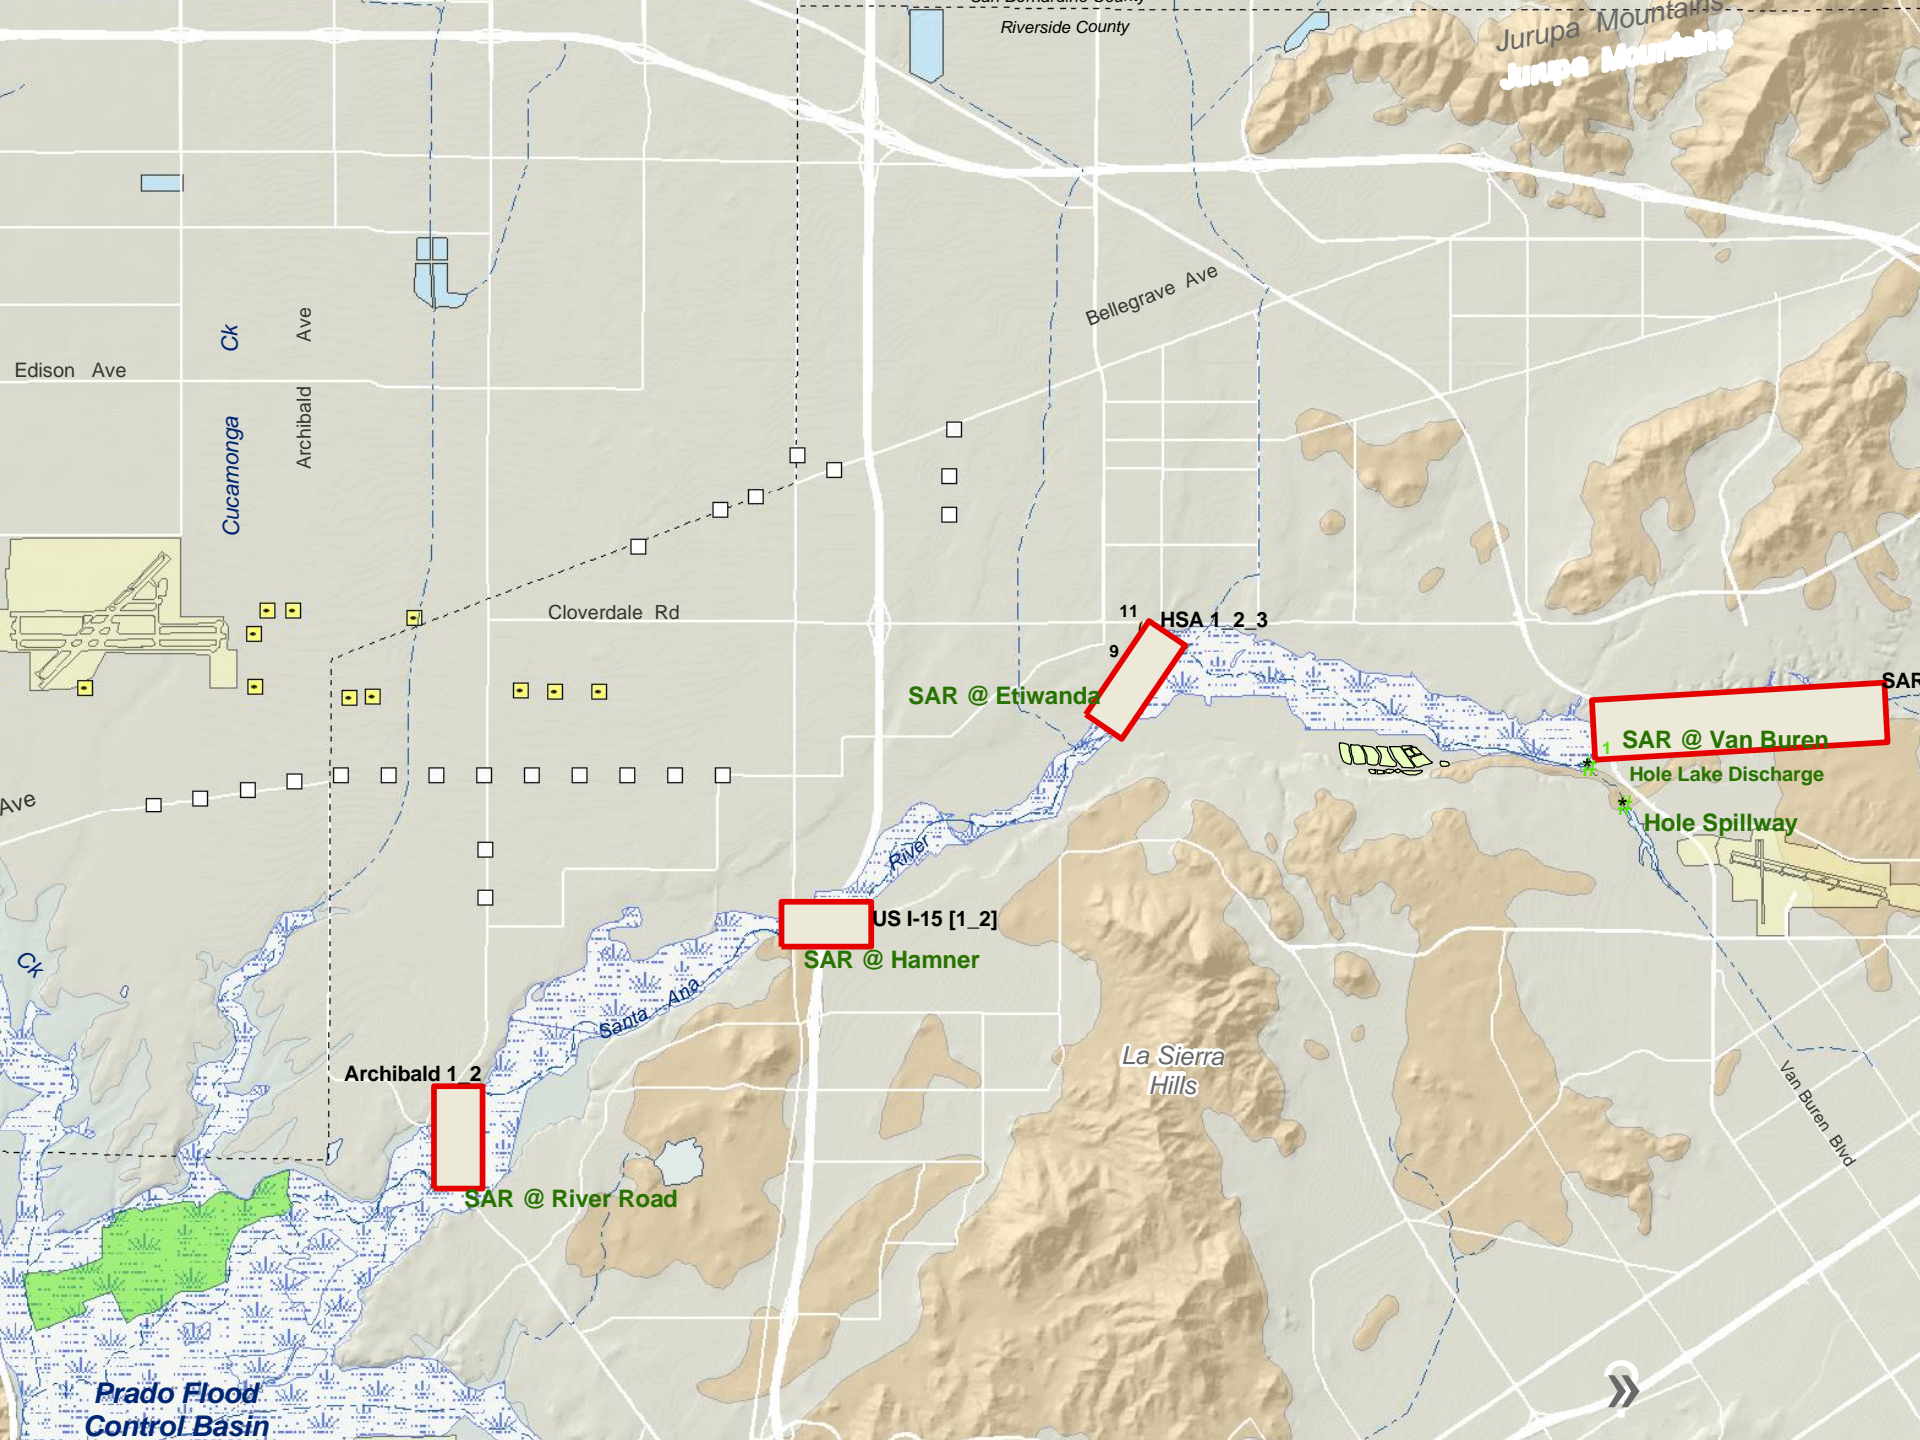 San Bernardino County
Riverside County
Jurupa Mountains
Jurupa Mountains
Bellegrave Ave
Edison Ave
Cucamonga Ck
Archibald Ave
Cloverdale Rd
11
HSA 1_2_3
9
SAR @ Etiwanda
SAR
SAR @ Van Buren
1
Hole Lake Discharge
Hole Spillway
Ave
River
US I-15 [1_2]
SAR @ Hamner
Ck
Santa Ana
La Sierra
Hills
Archibald 1_2
Van Buren Blvd
SAR @ River Road
Prado Flood
Control Basin